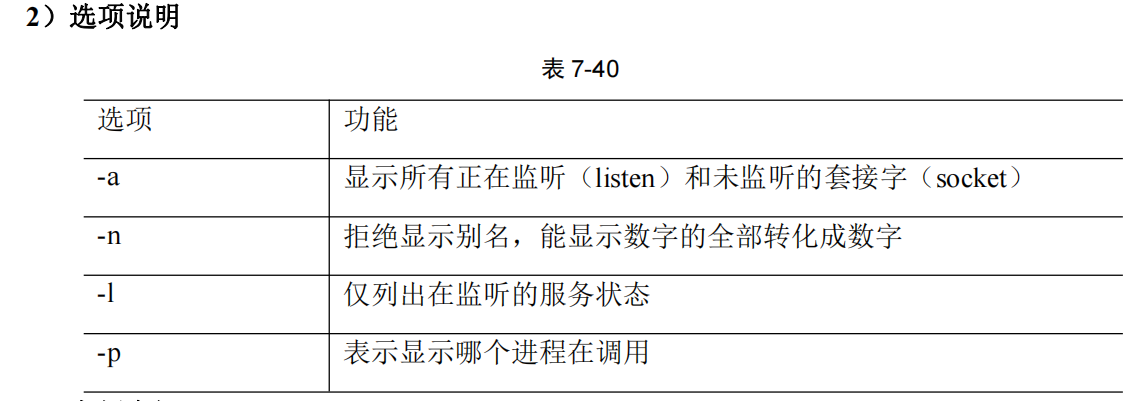 2）选项说明
表 7-40
选项 功能
-a 显示所有正在监听（listen）和未监听的套接字（socket）
-n 拒绝显示别名，能显示数字的全部转化成数字
-l 仅列出在监听的服务状态
-p 表示显示哪个进程在调用